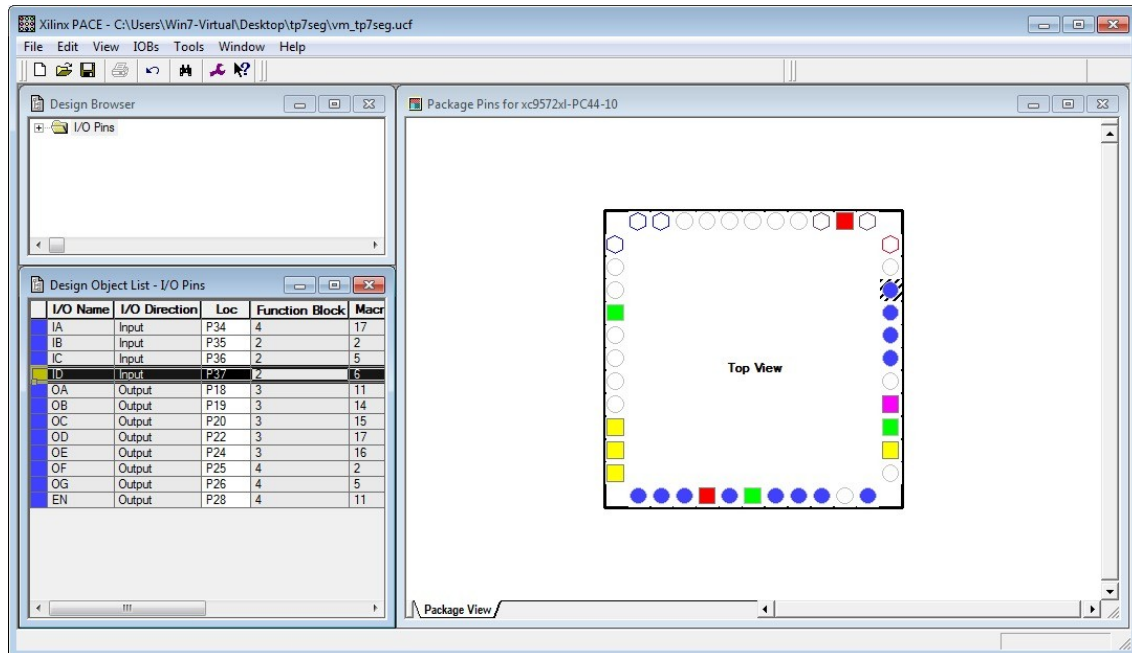 Xilinx PACE - C:\Users\Win7-Virtual\Desktop\tp7seg\vm_tp7seg.ucf
File Edit View IOBs Tools Window Help
Design Browser
I/O Pins
Design Object List - I/O Pins
I/O Name I/O Direction Loc Function Block Macr
IA Input P34 4 17
IB Input P35 2 2
IC Input P36 2 5
ID Input P37 2 6
OA Output P18 3 11
OB Output P19 3 14
OC Output P20 3 15
OD Output P22 3 17
OE Output P24 3 16
OF Output P25 4 2
OG Output P26 4 5
EN Output P28 4 11
Package Pins for xc9572xl-PC44-10
Top View
Package View